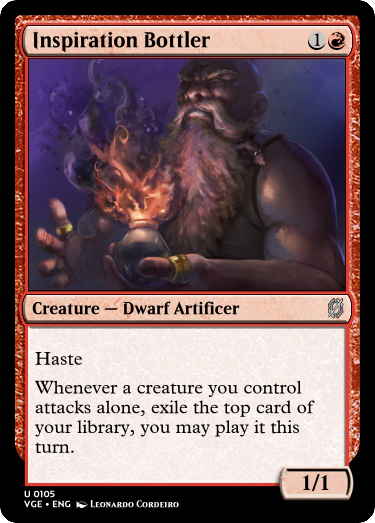 Inspiration Bottler 1
Creature — Dwarf Artificer
Haste
Whenever a creature you control
attacks alone, exile the top card of
your library, you may play it this
turn.
1/1
U 0105
VGE • ENG Leonardo Cordeiro